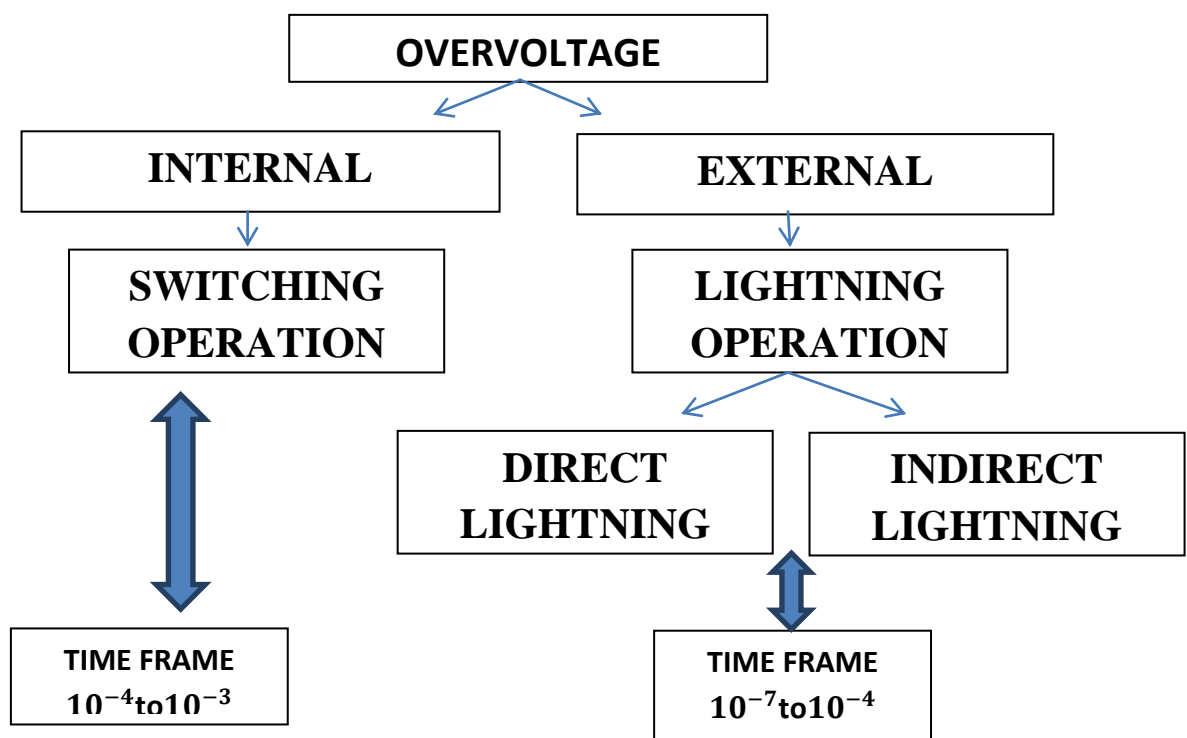 OVERVOLTAGE
INTERNAL
EXTERNAL
SWITCHING
OPERATION
LIGHTNING
OPERATION
DIRECT
LIGHTNING
INDIRECT
LIGHTNING
TIME FRAME
10⁻⁴to10⁻³
TIME FRAME
10⁻⁷to10⁻⁴